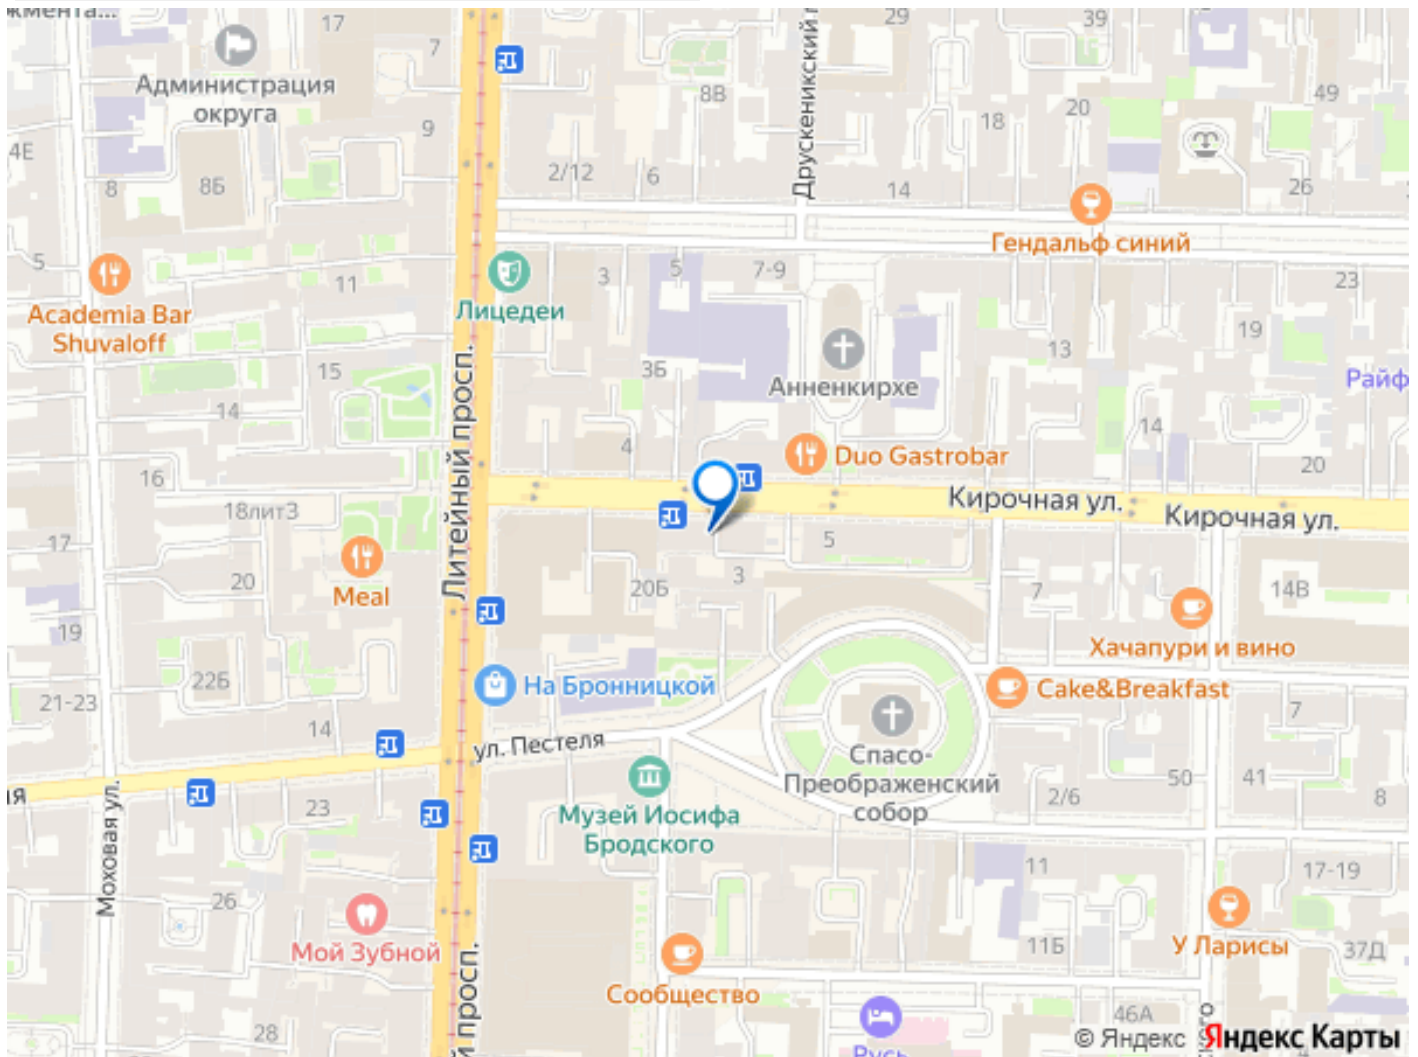 жмента...
17
7
Администрация
округа
9
4Е
8
8Б
5
Academia Bar
Shuvaloff
11
15
14
16
18лит3
17
20
Meal
19
22Б
21-23
14
23
26
28
Моховая ул.
Мой Зубной
Литейный просп.
й просп.
29
39
8В
Друскеникский п
18
20
49
2/12
6
14
26
Гендальф синий
Лицедеи
3
5
7-9
23
19
13
3Б
Анненкирхе
Райф
4
14
Duo Gastrobar
20
Кирочная ул.
Кирочная ул.
5
3
20Б
7
14В
Хачапури и вино
На Бронницкой
Cake&Breakfast
7
ул. Пестеля
Спасо-
Преображенский
собор
50
41
2/6
8
Музей Иосифа
Бродского
11
17-19
11Б
У Ларисы
37Д
Сообщество
46А
Русь
© Яндекс Яндекс Карты